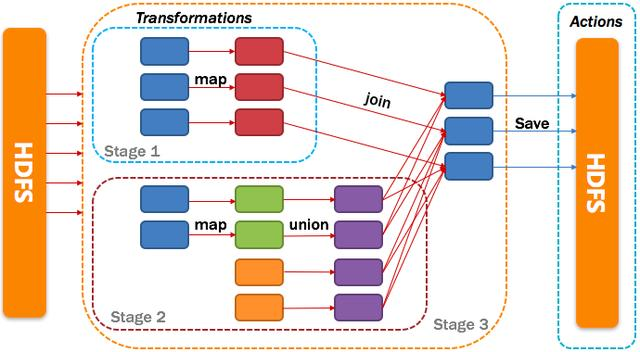 Transformations
Actions
map
join
Stage 1
HDFS
Save
HDFS
map
union
Stage 2
Stage 3